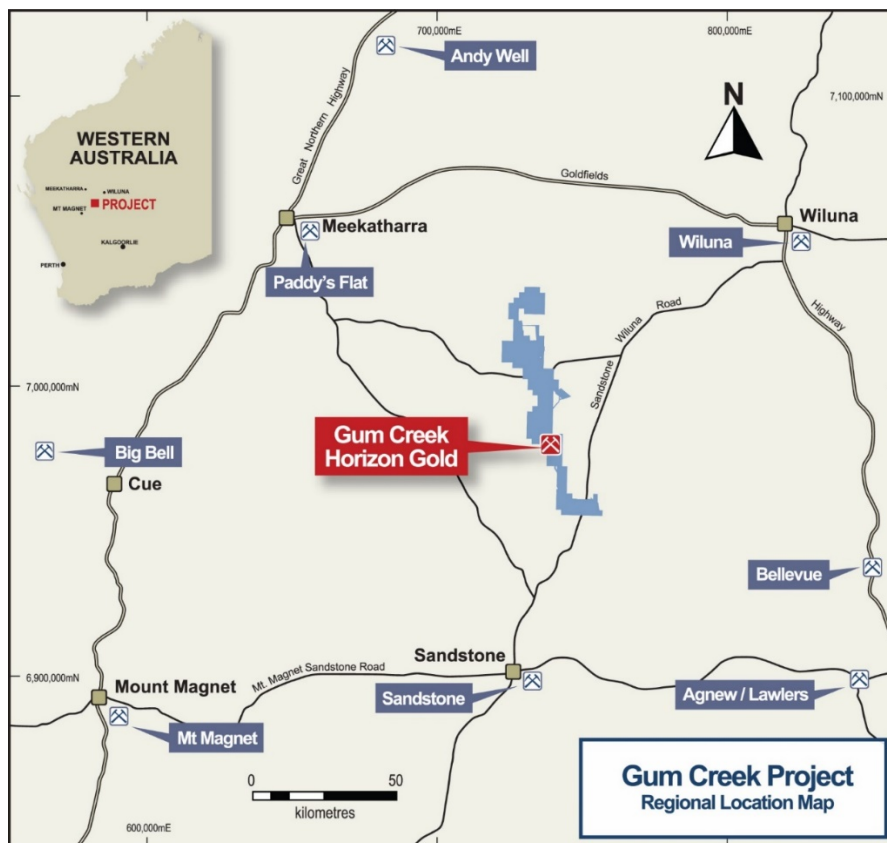 700,000mE
800,000mE
Andy Well
7,100,000mN
N
WESTERN
AUSTRALIA
MEEKATHARRA
WILUNA
PROJECT
MT MAGNET
KALGOORLIE
PERTH
Great Northern Highway
Goldfields
Meekatharra
Wiluna
Wiluna
Paddy's Flat
Sandstone Wiluna Road
Highway
7,000,000mN
Gum Creek
Horizon Gold
Big Bell
Cue
Bellevue
Sandstone
6,900,000mN
Mount Magnet
Mt. Magnet Sandstone Road
Sandstone
Agnew / Lawlers
Mt Magnet
0 50
kilometres
Gum Creek Project
Regional Location Map
600,000mE